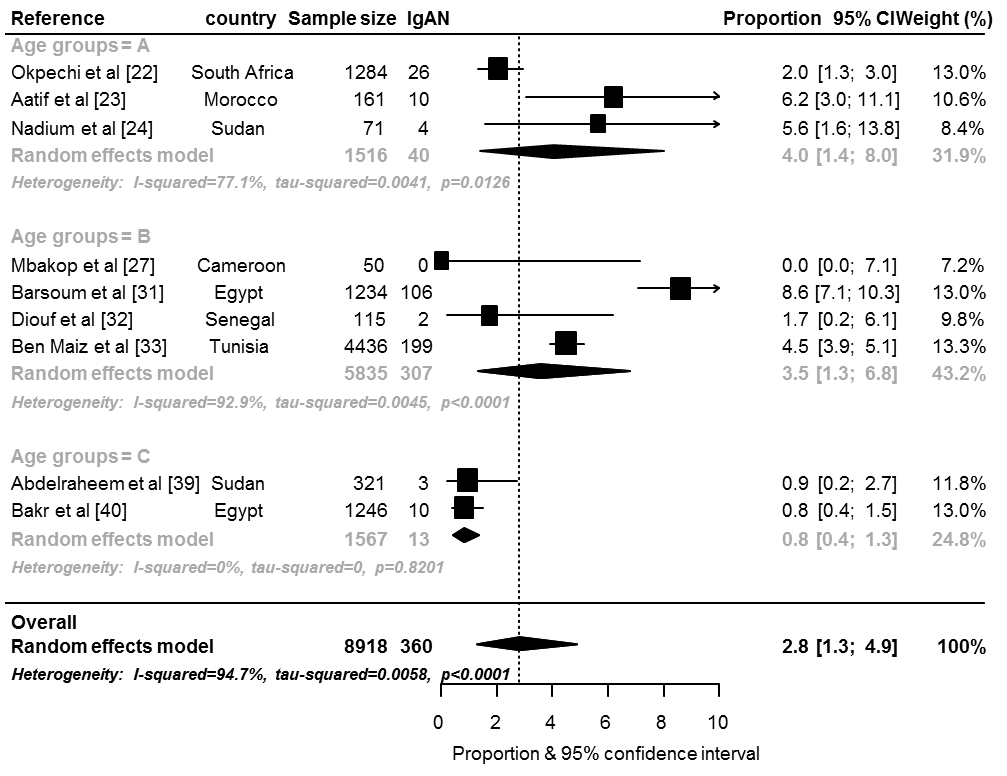 Reference country Sample size IgAN Proportion 95% CI Weight (%)
Age groups = A
Okpechi et al [22] South Africa 1284 26 2.0 [1.3; 3.0] 13.0%
Aatif et al [23] Morocco 161 10 6.2 [3.0; 11.1] 10.6%
Nadium et al [24] Sudan 71 4 5.6 [1.6; 13.8] 8.4%
Random effects model 1516 40 4.0 [1.4; 8.0] 31.9%
Heterogeneity: I-squared=77.1%, tau-squared=0.0041, p=0.0126
Age groups = B
Mbakop et al [27] Cameroon 50 0 0.0 [0.0; 7.1] 7.2%
Barsoum et al [31] Egypt 1234 106 8.6 [7.1; 10.3] 13.0%
Diouf et al [32] Senegal 115 2 1.7 [0.2; 6.1] 9.8%
Ben Maiz et al [33] Tunisia 4436 199 4.5 [3.9; 5.1] 13.3%
Random effects model 5835 307 3.5 [1.3; 6.8] 43.2%
Heterogeneity: I-squared=92.9%, tau-squared=0.0045, p<0.0001
Age groups = C
Abdelraheem et al [39] Sudan 321 3 0.9 [0.2; 2.7] 11.8%
Bakr et al [40] Egypt 1246 10 0.8 [0.4; 1.5] 13.0%
Random effects model 1567 13 0.8 [0.4; 1.3] 24.8%
Heterogeneity: I-squared=0%, tau-squared=0, p=0.8201
Overall
Random effects model 8918 360 2.8 [1.3; 4.9] 100%
Heterogeneity: I-squared=94.7%, tau-squared=0.0058, p<0.0001
0 2 4 6 8 10
Proportion & 95% confidence interval